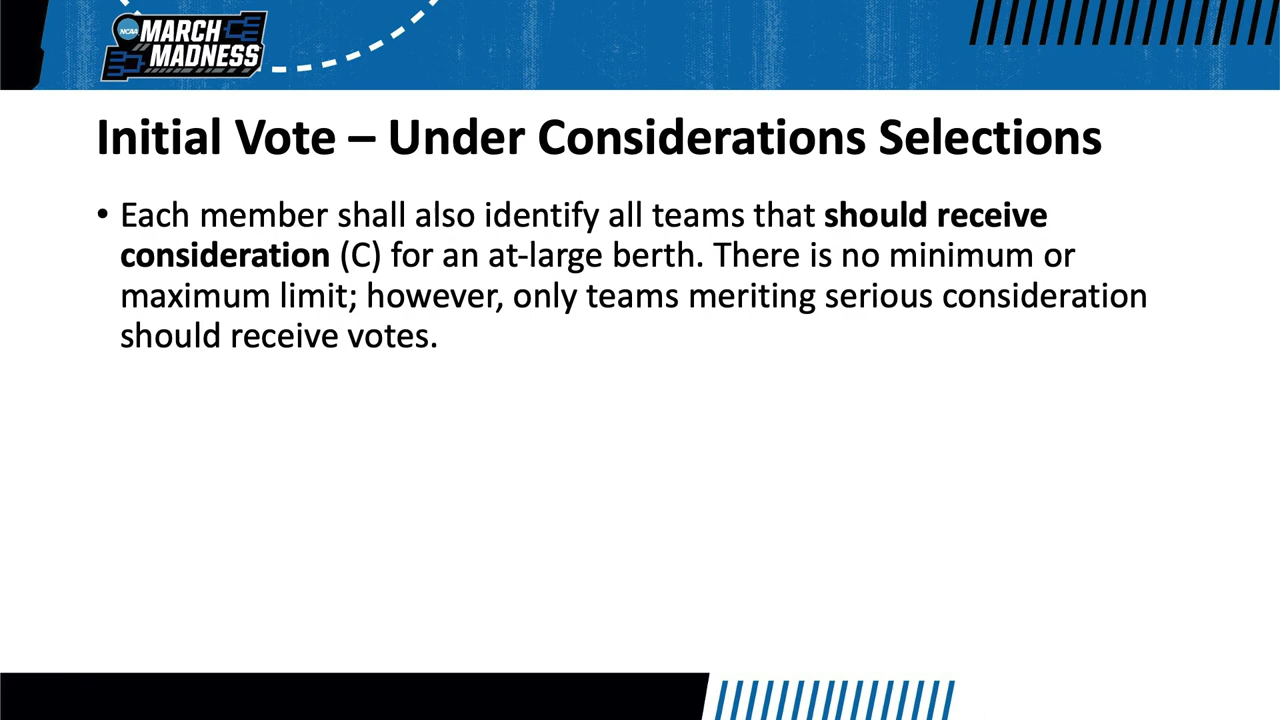 NCAA
MARCH
MADNESS
Initial Vote – Under Considerations Selections
• Each member shall also identify all teams that should receive
consideration (C) for an at-large berth. There is no minimum or
maximum limit; however, only teams meriting serious consideration
should receive votes.